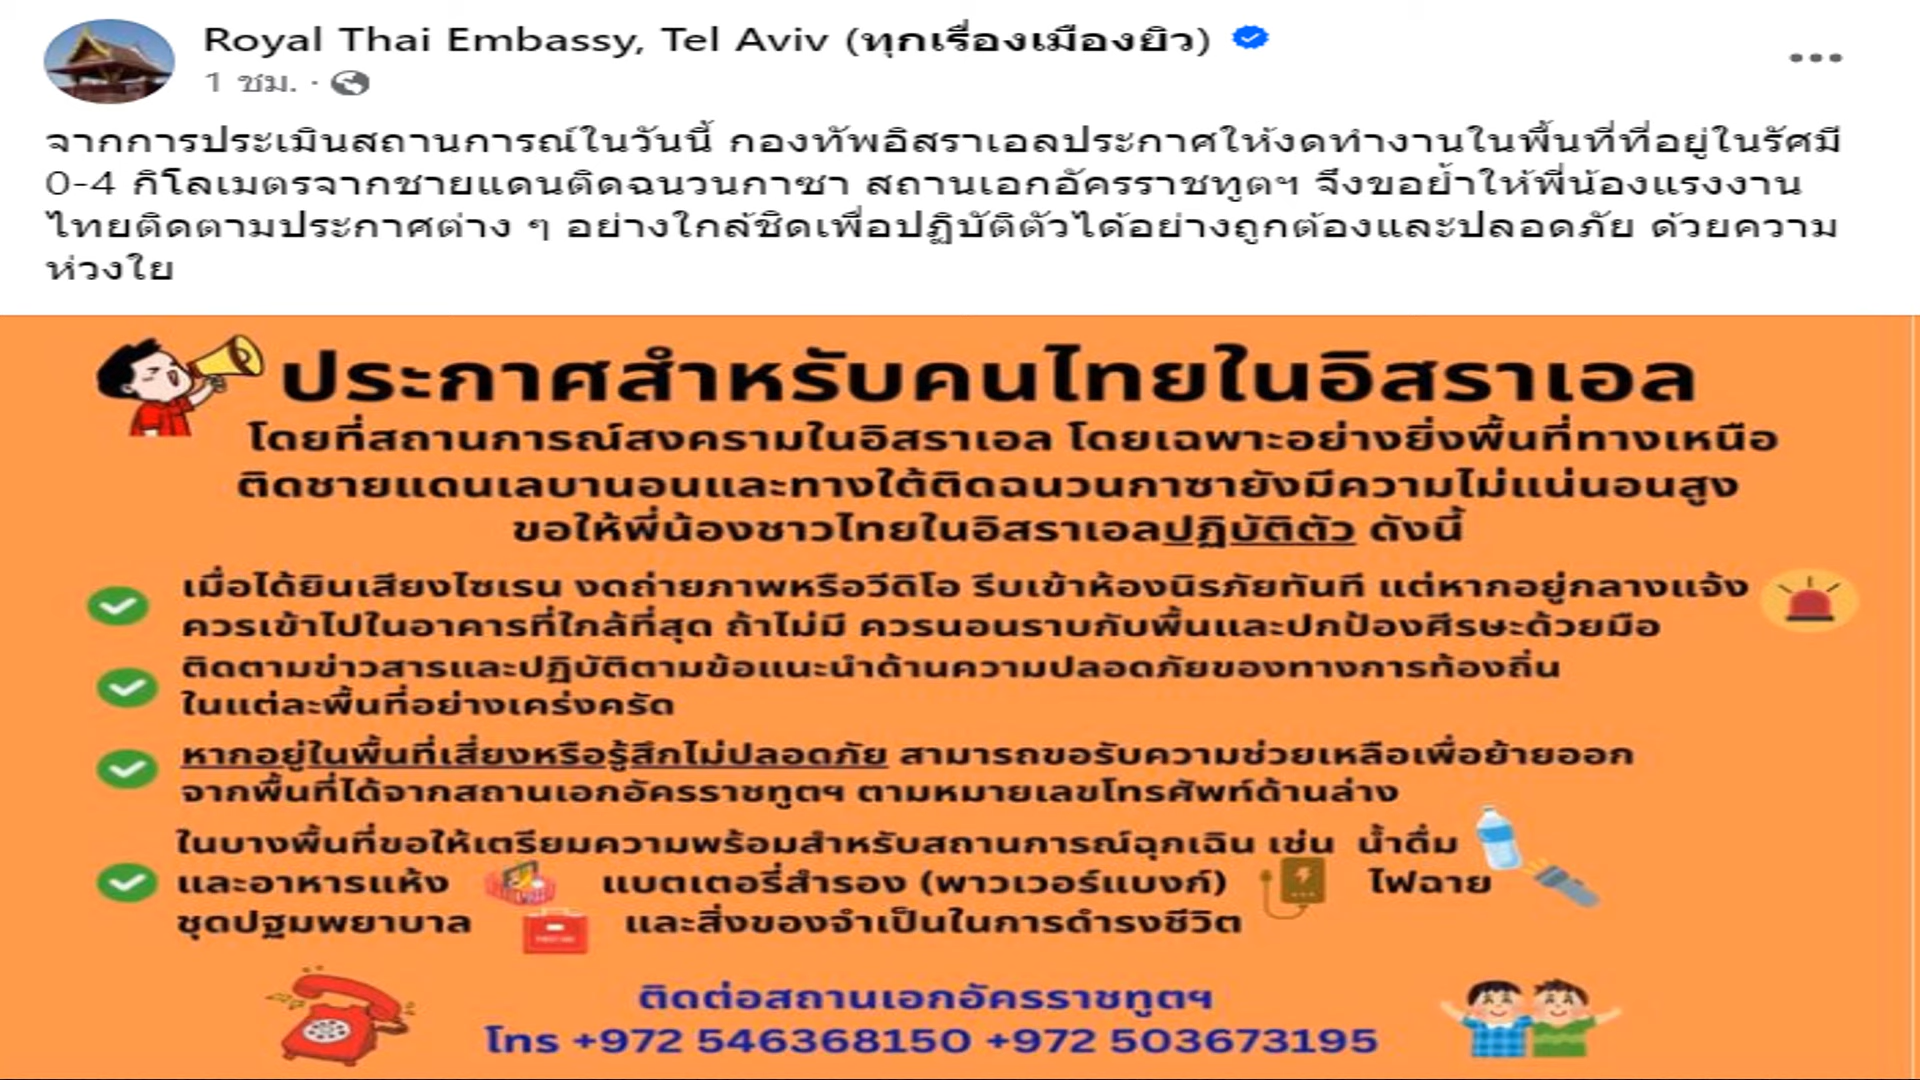 Royal Thai Embassy, Tel Aviv (ทุกเรื่องเมืองยิว)
1 ชม.
จากการประเมินสถานการณ์ในวันนี้ กองทัพอิสราเอลประกาศให้งดทำงานในพื้นที่ที่อยู่ในรัศมี
0-4 กิโลเมตรจากชายแดนติดฉนวนกาซา สถานเอกอัครราชทูตฯ จึงขอย้ำให้พี่น้องแรงงาน
ไทยติดตามประกาศต่าง ๆ อย่างใกล้ชิดเพื่อปฏิบัติตัวได้อย่างถูกต้องและปลอดภัย ด้วยความ
ห่วงใย
ประกาศสำหรับคนไทยในอิสราเอล
โดยที่สถานการณ์สงครามในอิสราเอล โดยเฉพาะอย่างยิ่งพื้นที่ทางเหนือ
ติดชายแดนเลบานอนและทางใต้ติดฉนวนกาซายังมีความไม่แน่นอนสูง
ขอให้พี่น้องชาวไทยในอิสราเอลปฏิบัติตัว ดังนี้
เมื่อได้ยินเสียงไซเรน งดถ่ายภาพหรือวีดิโอ รีบเข้าห้องนิรภัยทันที แต่หากอยู่กลางแจ้ง
ควรเข้าไปในอาคารที่ใกล้ที่สุด ถ้าไม่มี ควรนอนราบกับพื้นและปกป้องศีรษะด้วยมือ
ติดตามข่าวสารและปฏิบัติตามข้อแนะนำด้านความปลอดภัยของทางการท้องถิ่น
ในแต่ละพื้นที่อย่างเคร่งครัด
หากอยู่ในพื้นที่เสี่ยงหรือรู้สึกไม่ปลอดภัย สามารถขอรับความช่วยเหลือเพื่อย้ายออก
จากพื้นที่ได้จากสถานเอกอัครราชทูตฯ ตามหมายเลขโทรศัพท์ด้านล่าง
ในบางพื้นที่ขอให้เตรียมความพร้อมสำหรับสถานการณ์ฉุกเฉิน เช่น น้ำดื่ม
และอาหารแห้ง แบตเตอรี่สำรอง (พาวเวอร์แบงก์) ไฟฉาย
ชุดปฐมพยาบาล และสิ่งของจำเป็นในการดำรงชีวิต
ติดต่อสถานเอกอัครราชทูตฯ
โทร +972 546368150 +972 503673195